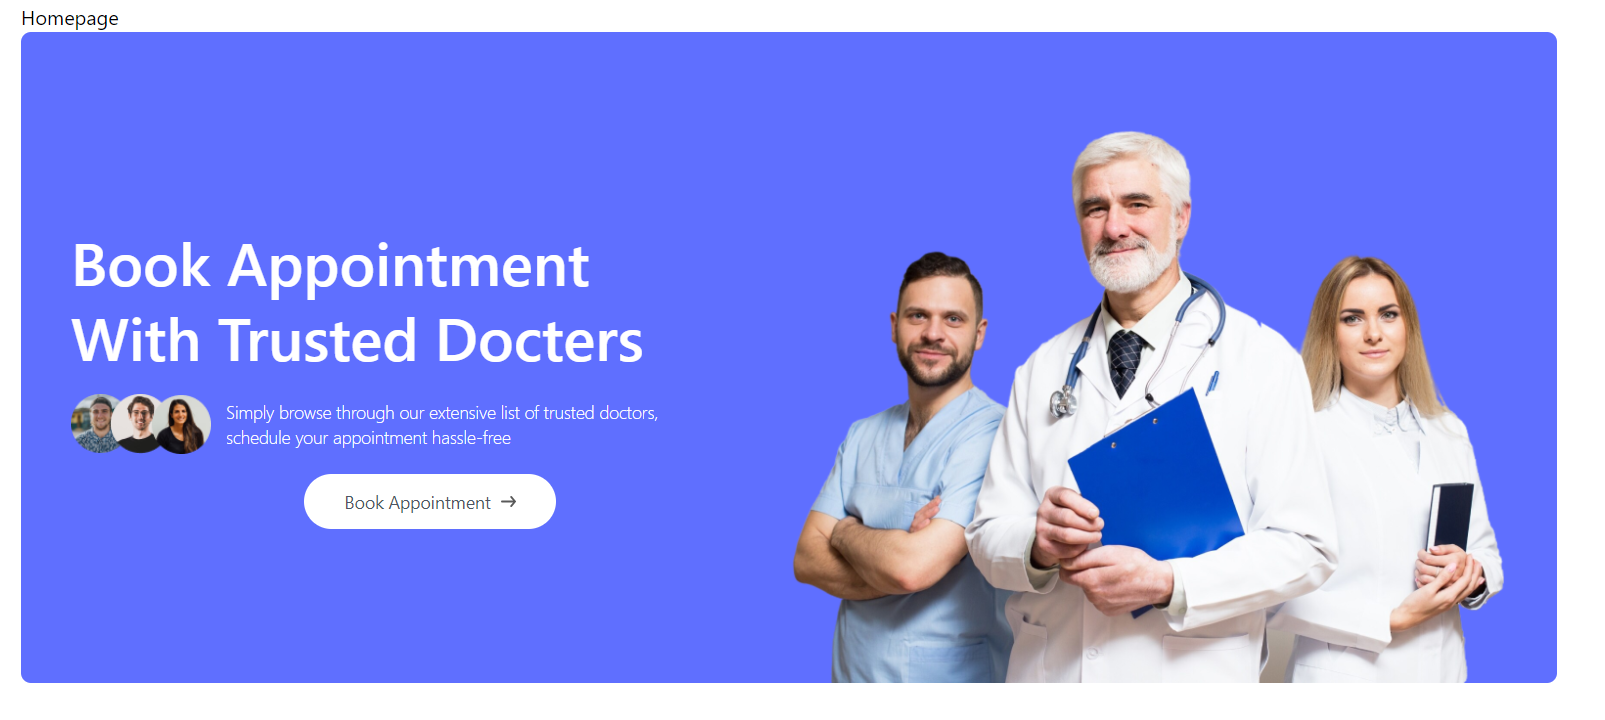 Homepage
Book Appointment
With Trusted Docters
Simply browse through our extensive list of trusted doctors,
schedule your appointment hassle-free
Book Appointment →